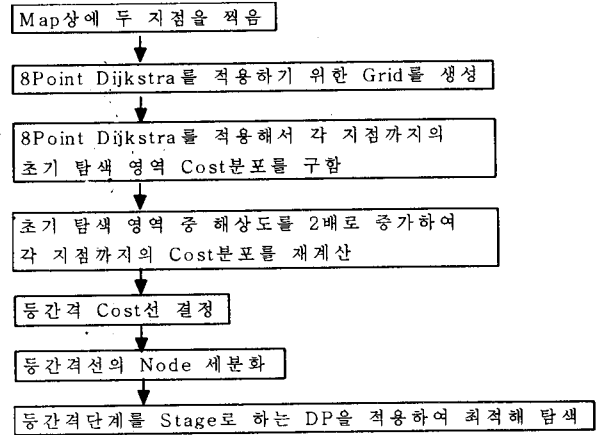 Map상에 두 지점을 찍음
8Point Dijkstra를 적용하기 위한 Grid를 생성
8Point Dijkstra를 적용해서 각 지점까지의
초기 탐색 영역 Cost분포를 구함
초기 탐색 영역 중 해상도를 2배로 증가하여
각 지점까지의 Cost분포를 재계산
등간격 Cost선 결정
등간격선의 Node 세분화
등간격단계를 Stage로 하는 DP을 적용하여 최적해 탐색